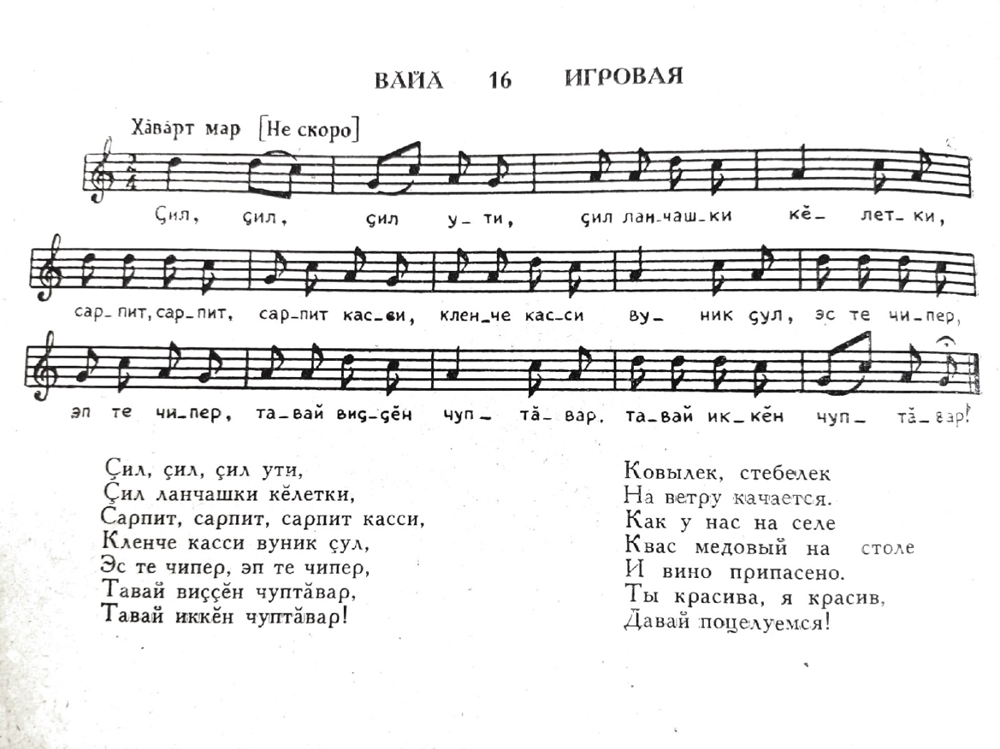 ВĂЙĂ 16 ИГРОВАЯ
Хăвăрт мар [Не скоро]
2
4
Çил, çил, çил у- ти, çил лан-чаш-ки кĕ- лет- ки,
сар- пит, сар-пит, сар-пит кас-си, клен-че кас-си ву- ник çул, эс те чи-пер,
эп те чи-пер, та-вай виç-çĕн чуп- тă- вар. та-вай ик-кĕн чуп- тă- вар!
Çил, çил, çил ути,
Çил ланчашки кĕлетки,
Сарпит, сарпит, сарпит касси,
Кленче касси вуник çул,
Эс те чипер, эп те чипер,
Тавай виççĕн чуптăвар,
Тавай иккĕн чуптăвар!
Ковылек, стебелек
На ветру качается.
Как у нас на селе
Квас медовый на столе
И вино припасено.
Ты красива, я красив,
Давай поцелуемся!